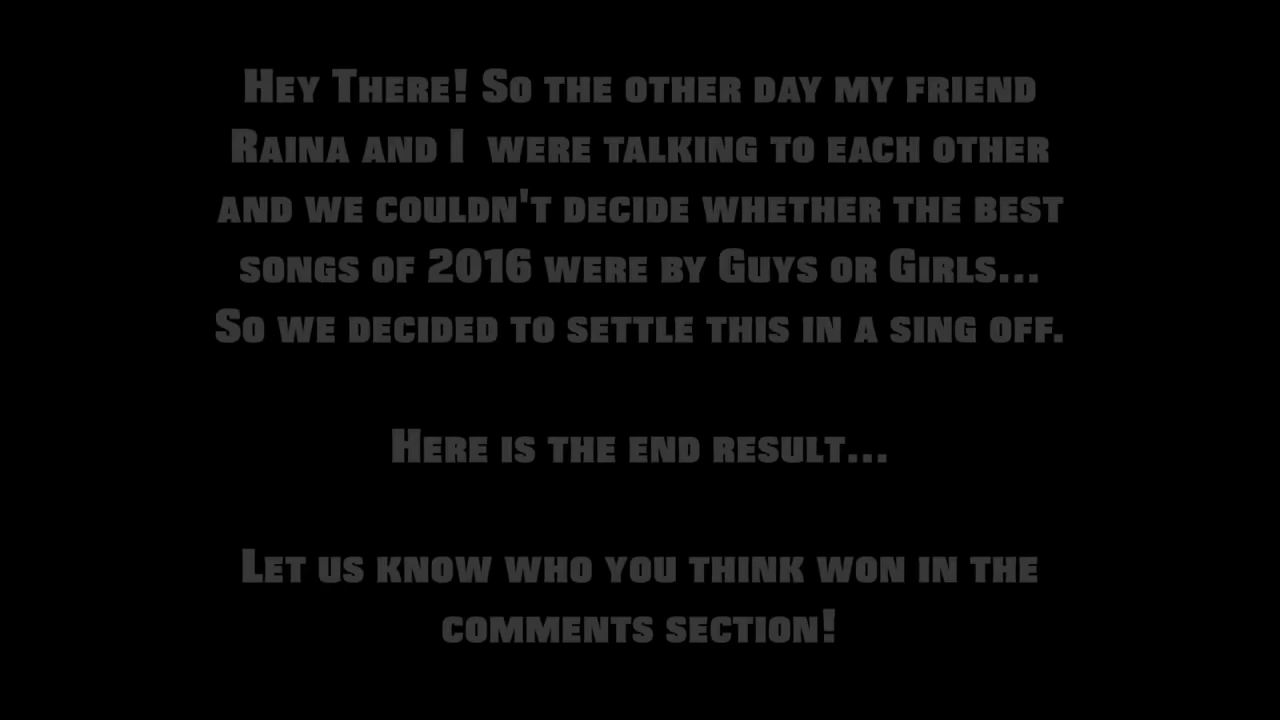 Hey There! So the other day my friend
Raina and I were talking to each other
and we couldn't decide whether the best
songs of 2016 were by Guys or Girls...
So we decided to settle this in a sing off.
Here is the end result...
Let us know who you think won in the
comments section!